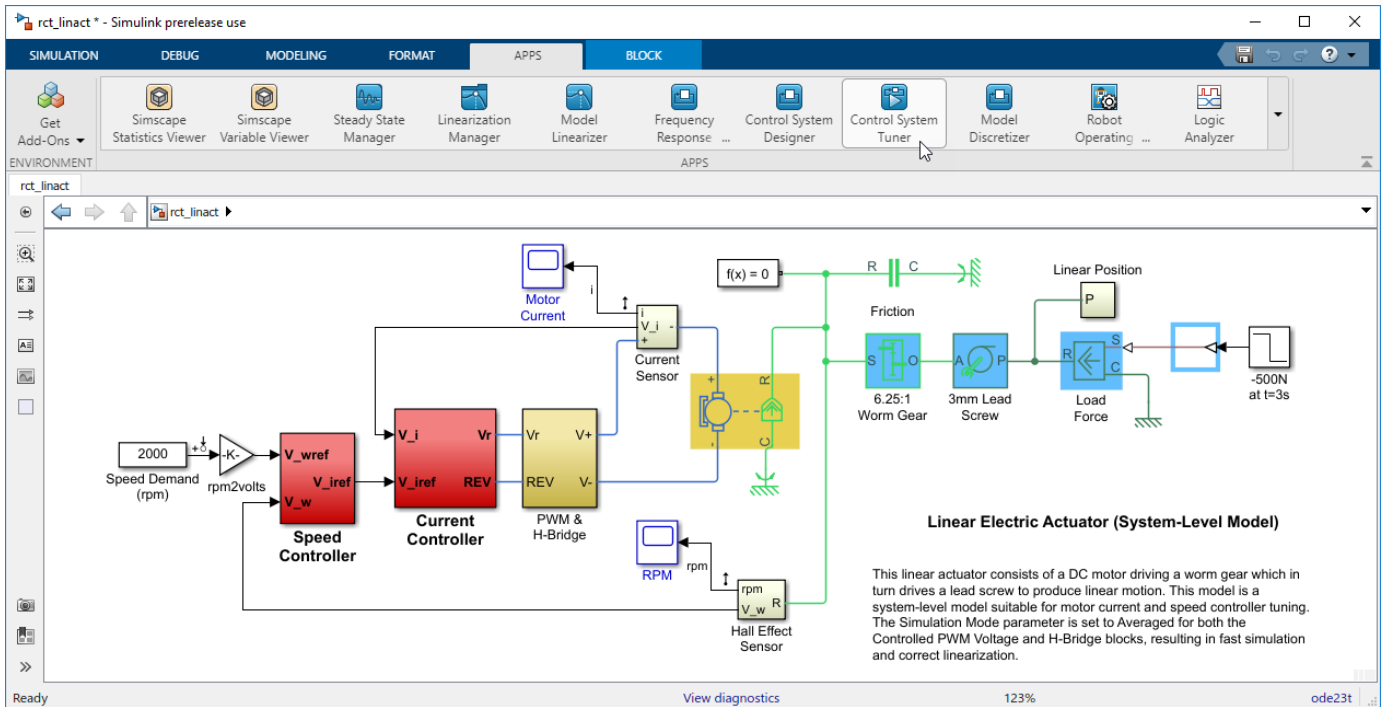 rct_linact * - Simulink prerelease use
SIMULATION DEBUG MODELING FORMAT APPS BLOCK
Get
Add-Ons
Simscape
Statistics Viewer
Simscape
Variable Viewer
Steady State
Manager
Linearization
Manager
Model
Linearizer
Frequency
Response ...
Control System
Designer
Control System
Tuner
Model
Discretizer
Robot
Operating ...
Logic
Analyzer
ENVIRONMENT APPS
rct_linact
rct_linact
Motor
Current
i
i
V_i -
+
Current
Sensor
f(x) = 0
R C
Friction
Linear Position
P
S O
6.25:1
Worm Gear
A P
3mm Lead
Screw
R S
C
Load
Force
-500N
at t=3s
+ R
- C
2000
Speed Demand
(rpm)
-K-
rpm2volts
V_wref
V_iref
V_w
Speed
Controller
V_i Vr
V_iref REV
Current
Controller
Vr V+
REV V-
PWM &
H-Bridge
RPM
rpm
rpm
V_w R
Hall Effect
Sensor
Linear Electric Actuator (System-Level Model)
This linear actuator consists of a DC motor driving a worm gear which in
turn drives a lead screw to produce linear motion. This model is a
system-level model suitable for motor current and speed controller tuning.
The Simulation Mode parameter is set to Averaged for both the
Controlled PWM Voltage and H-Bridge blocks, resulting in fast simulation
and correct linearization.
Ready View diagnostics 123% ode23t